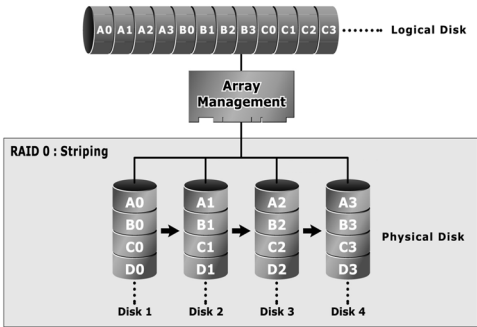 A0 A1 A2 A3 B0 B1 B2 B3 C0 C1 C2 C3 Logical Disk
Array
Management
RAID 0 : Striping
A0 A1 A2 A3
B0 B1 B2 B3
C0 C1 C2 C3
Physical Disk
D0 D1 D2 D3
Disk 1 Disk 2 Disk 3 Disk 4